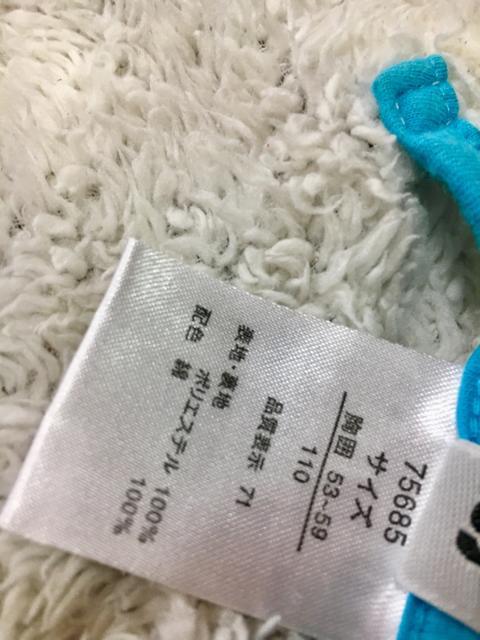 75685
サイズ
胸囲 53~59
110
品質表示 71
表地・裏地
ポリエステル 100%
配色 綿 100%